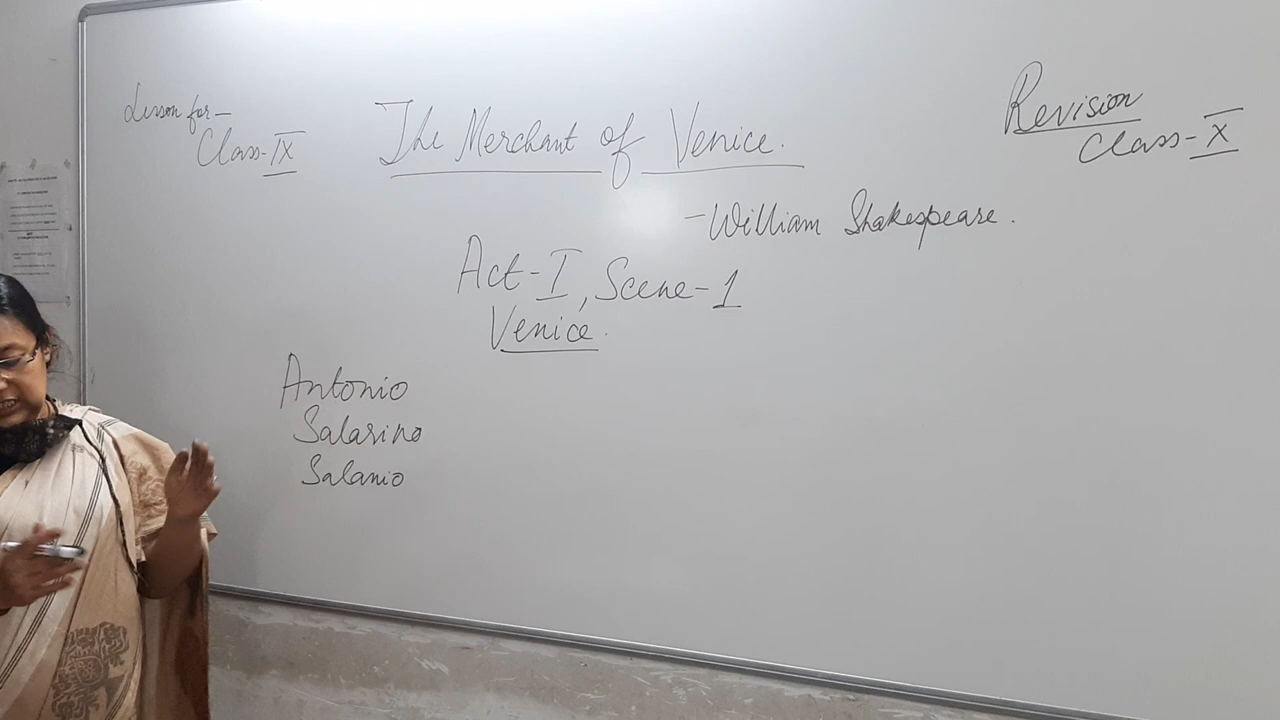 Lesson for-
Class-IX
The Merchant of Venice.
Revision
Class-X
-William Shakespeare.
Act-I, Scene-1
Venice.
Antonio
Salarino
Salanio